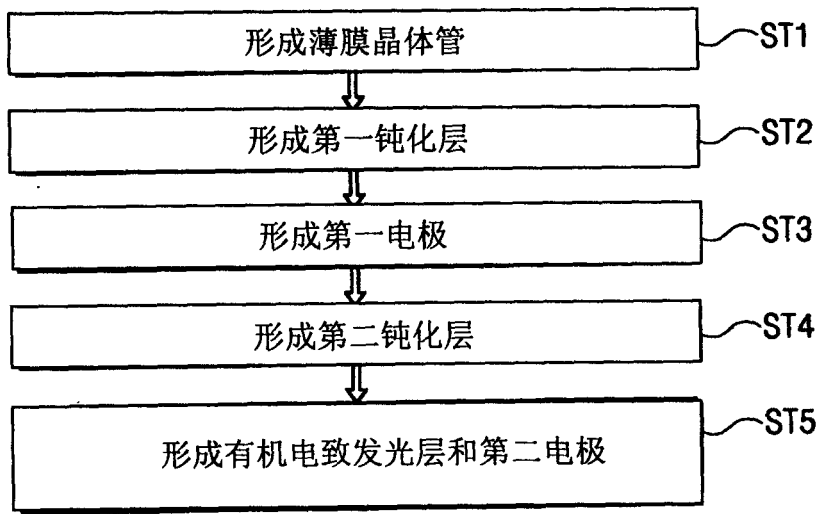 形成薄膜晶体管 ST1
形成第一钝化层 ST2
形成第一电极 ST3
形成第二钝化层 ST4
形成有机电致发光层和第二电极 ST5